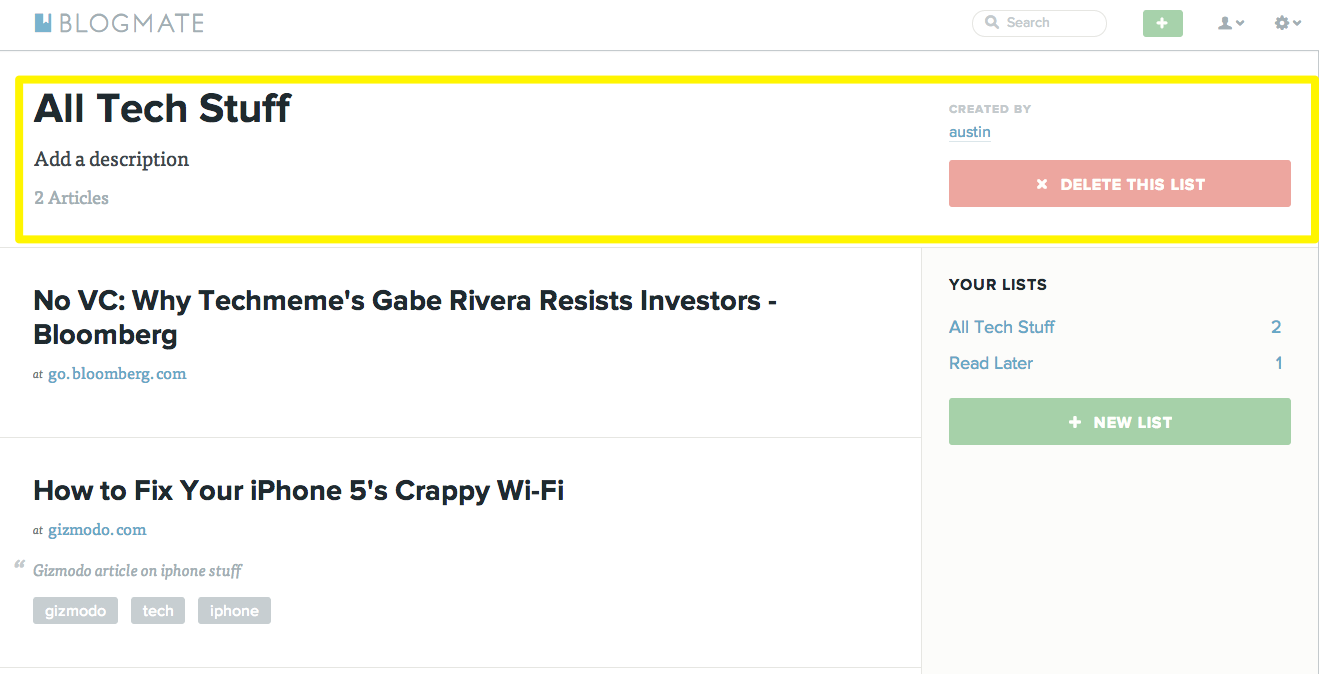 BLOGMATE
Search
All Tech Stuff
Add a description
2 Articles
CREATED BY
austin
DELETE THIS LIST
No VC: Why Techmeme's Gabe Rivera Resists Investors -
Bloomberg
at go.bloomberg.com
How to Fix Your iPhone 5's Crappy Wi-Fi
at gizmodo.com
“ Gizmodo article on iphone stuff
gizmodo tech iphone
YOUR LISTS
All Tech Stuff 2
Read Later 1
+ NEW LIST